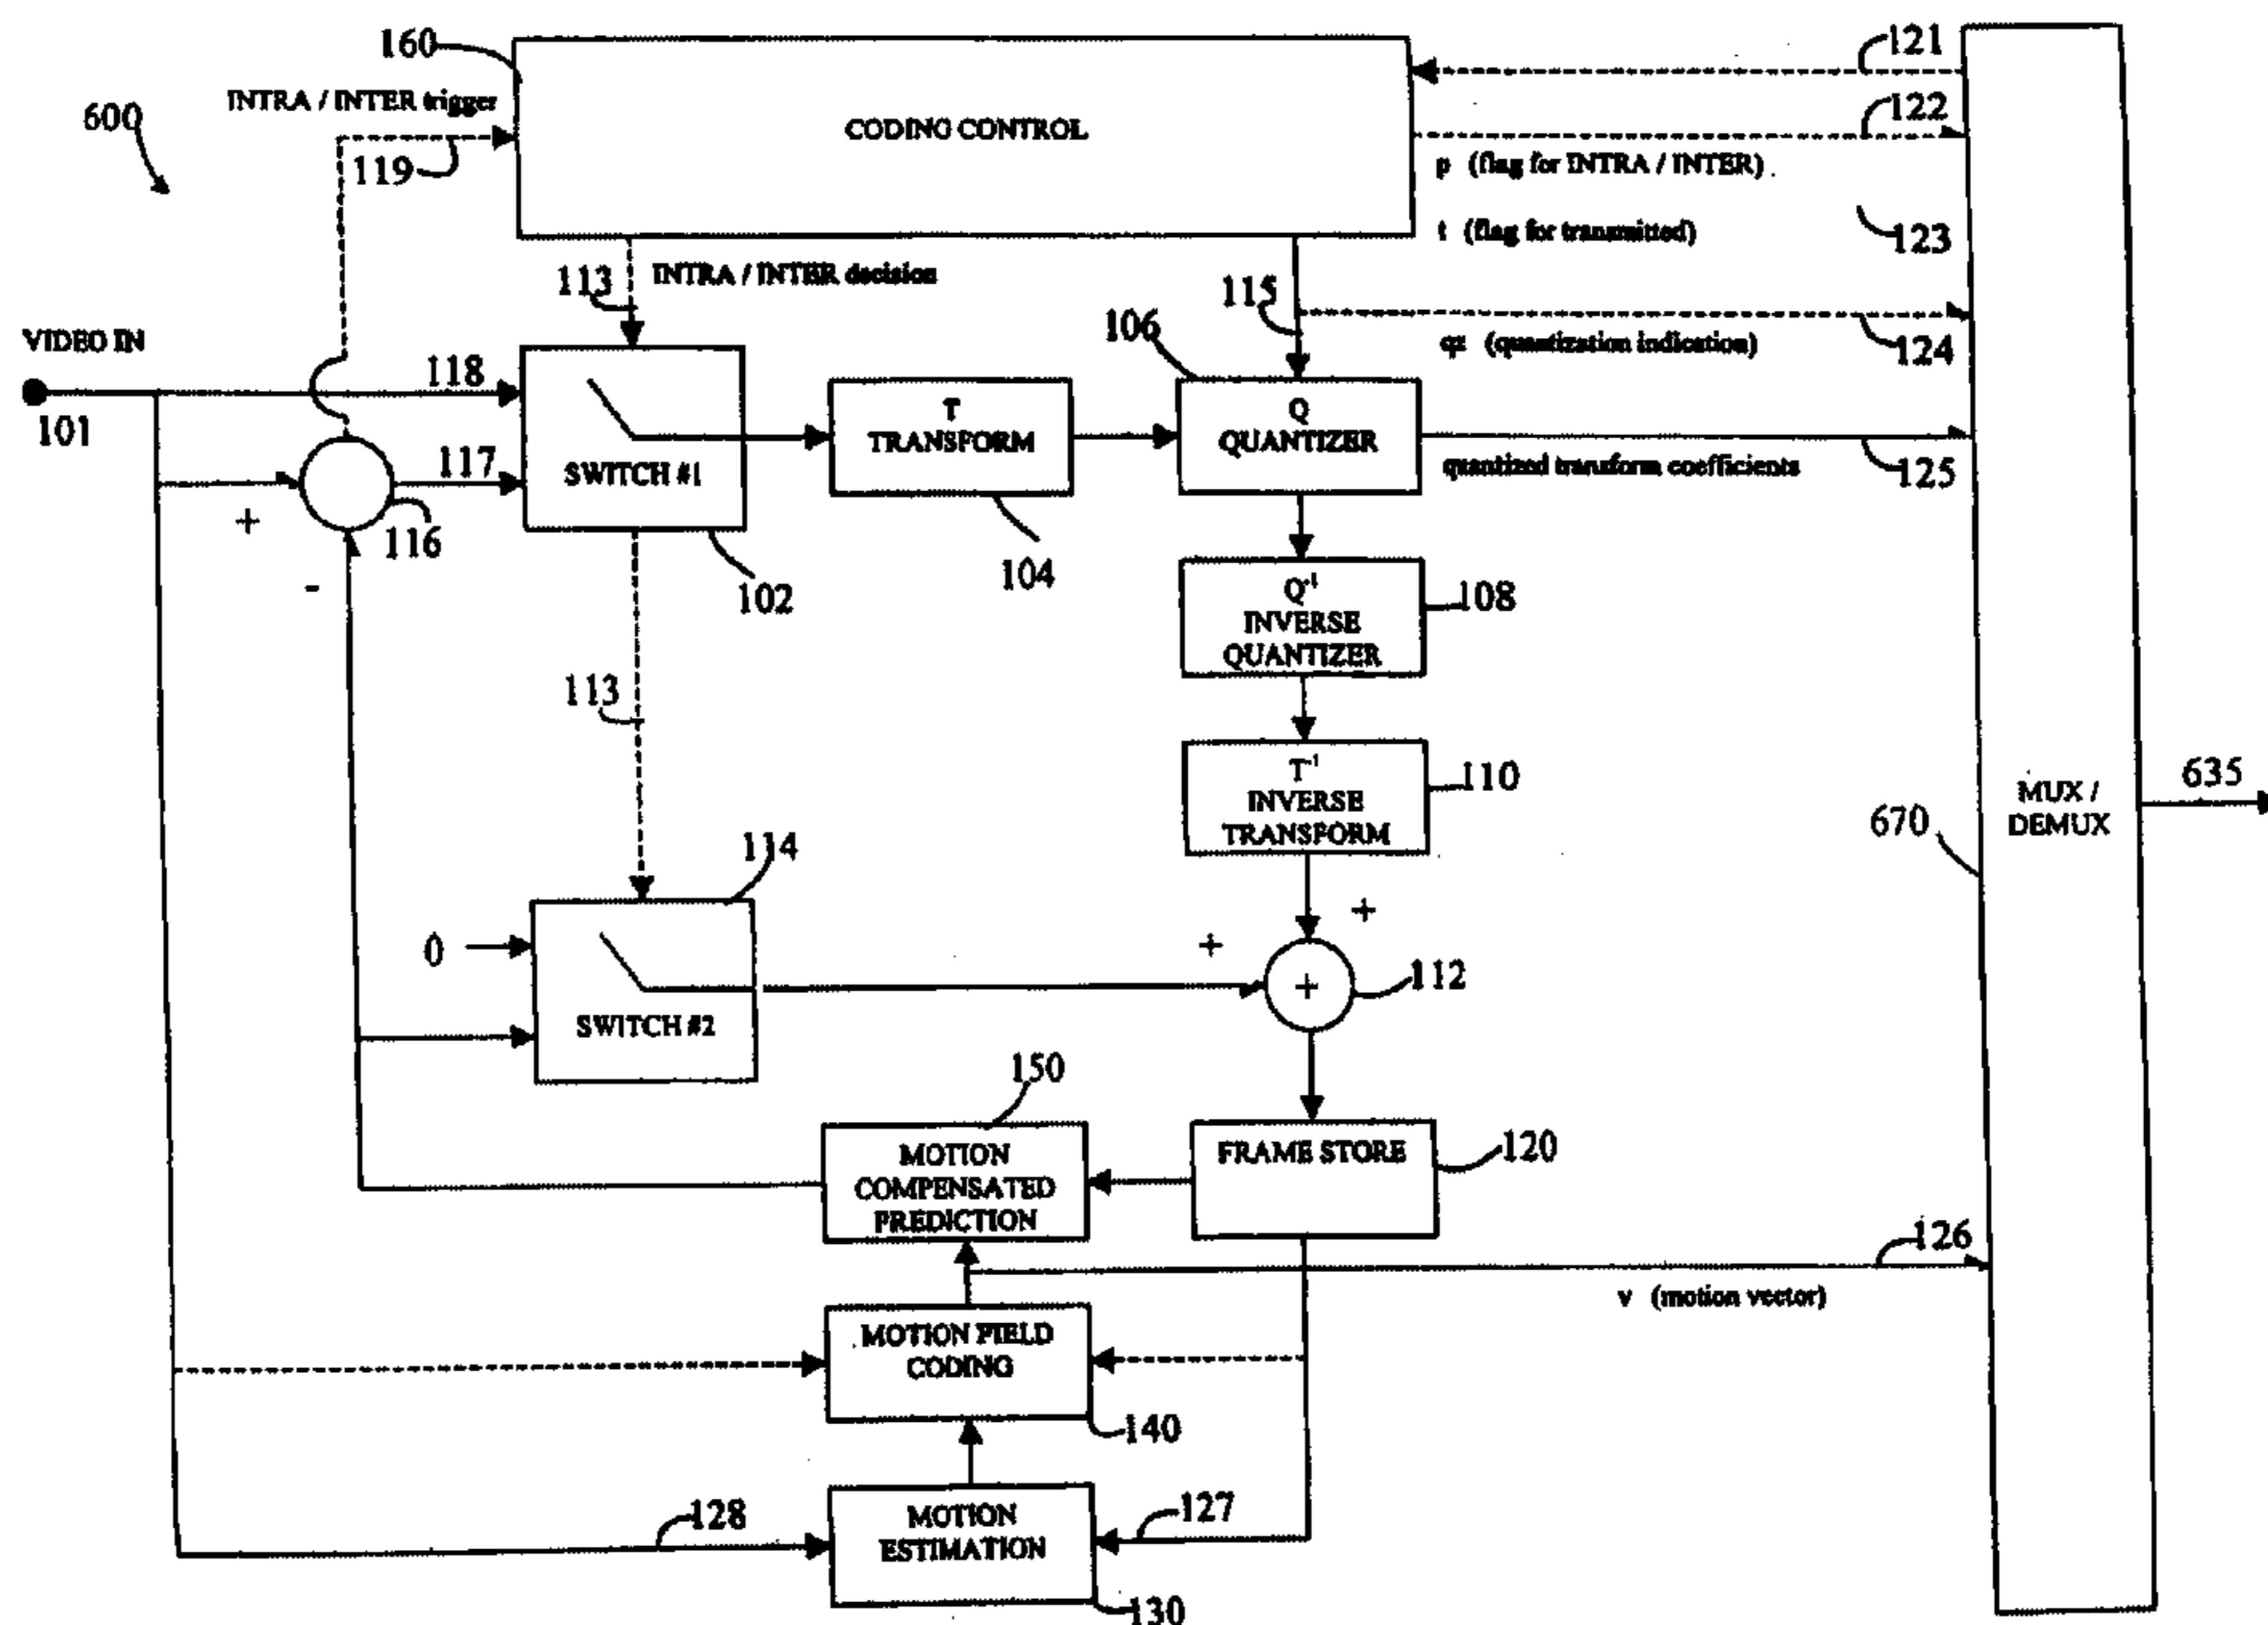 160
121
INTRA / INTER trigger
600
CODING CONTROL
122
119
p (flag for INTRA / INTER)
t (flag for transmitted)
123
113
INTRA / INTER decision
115
VIDEO IN
106
qz (quantization indication)
124
118
101
T
TRANSFORM
Q
QUANTIZER
117
SWITCH #1
quantized transform coefficients
125
+
116
-
102
104
Q-1
INVERSE
QUANTIZER
108
113
T-1
INVERSE
TRANSFORM
110
635
MUX /
DEMUX
670
114
+
0
+
+
112
SWITCH #2
150
MOTION
COMPENSATED
PREDICTION
FRAME STORE
120
126
v (motion vector)
MOTION FIELD
CODING
140
128
MOTION
ESTIMATION
127
130